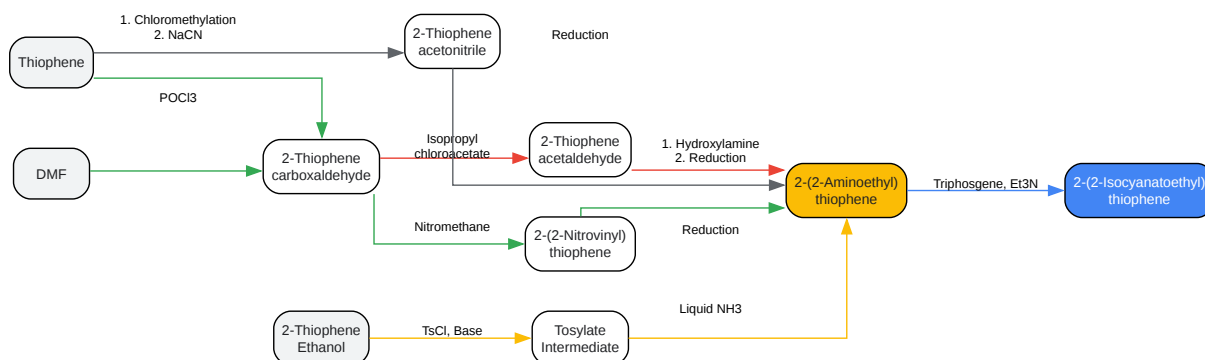 1. Chloromethylation
2. NaCN
2-Thiophene
acetonitrile
Reduction
Thiophene
POCl3
DMF
2-Thiophene
carboxaldehyde
Isopropyl
chloroacetate
2-Thiophene
acetaldehyde
1. Hydroxylamine
2. Reduction
2-(2-Aminoethyl)
thiophene
Triphosgene, Et3N
2-(2-Isocyanatoethyl)
thiophene
Nitromethane
2-(2-Nitrovinyl)
thiophene
Reduction
Liquid NH3
2-Thiophene
Ethanol
TsCl, Base
Tosylate
Intermediate